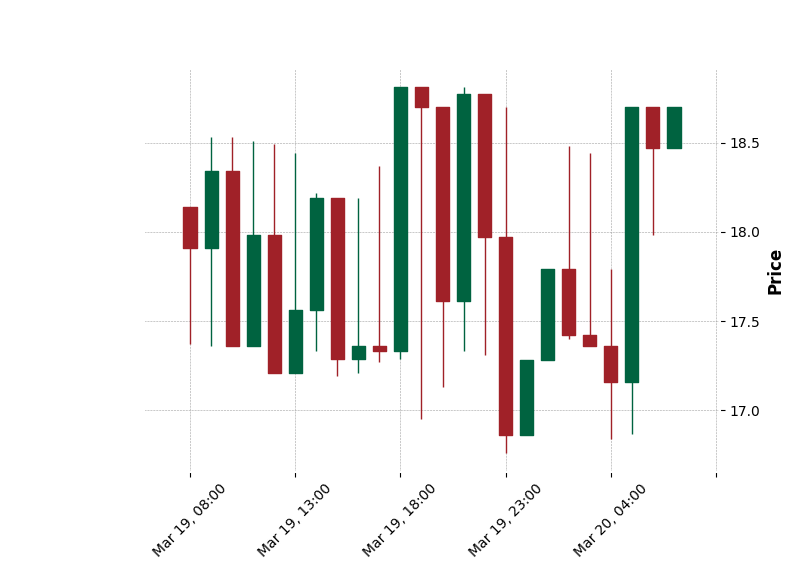 18.5
18.0
17.5
17.0
Price
Mar 19, 08:00
Mar 19, 13:00
Mar 19, 18:00
Mar 19, 23:00
Mar 20, 04:00